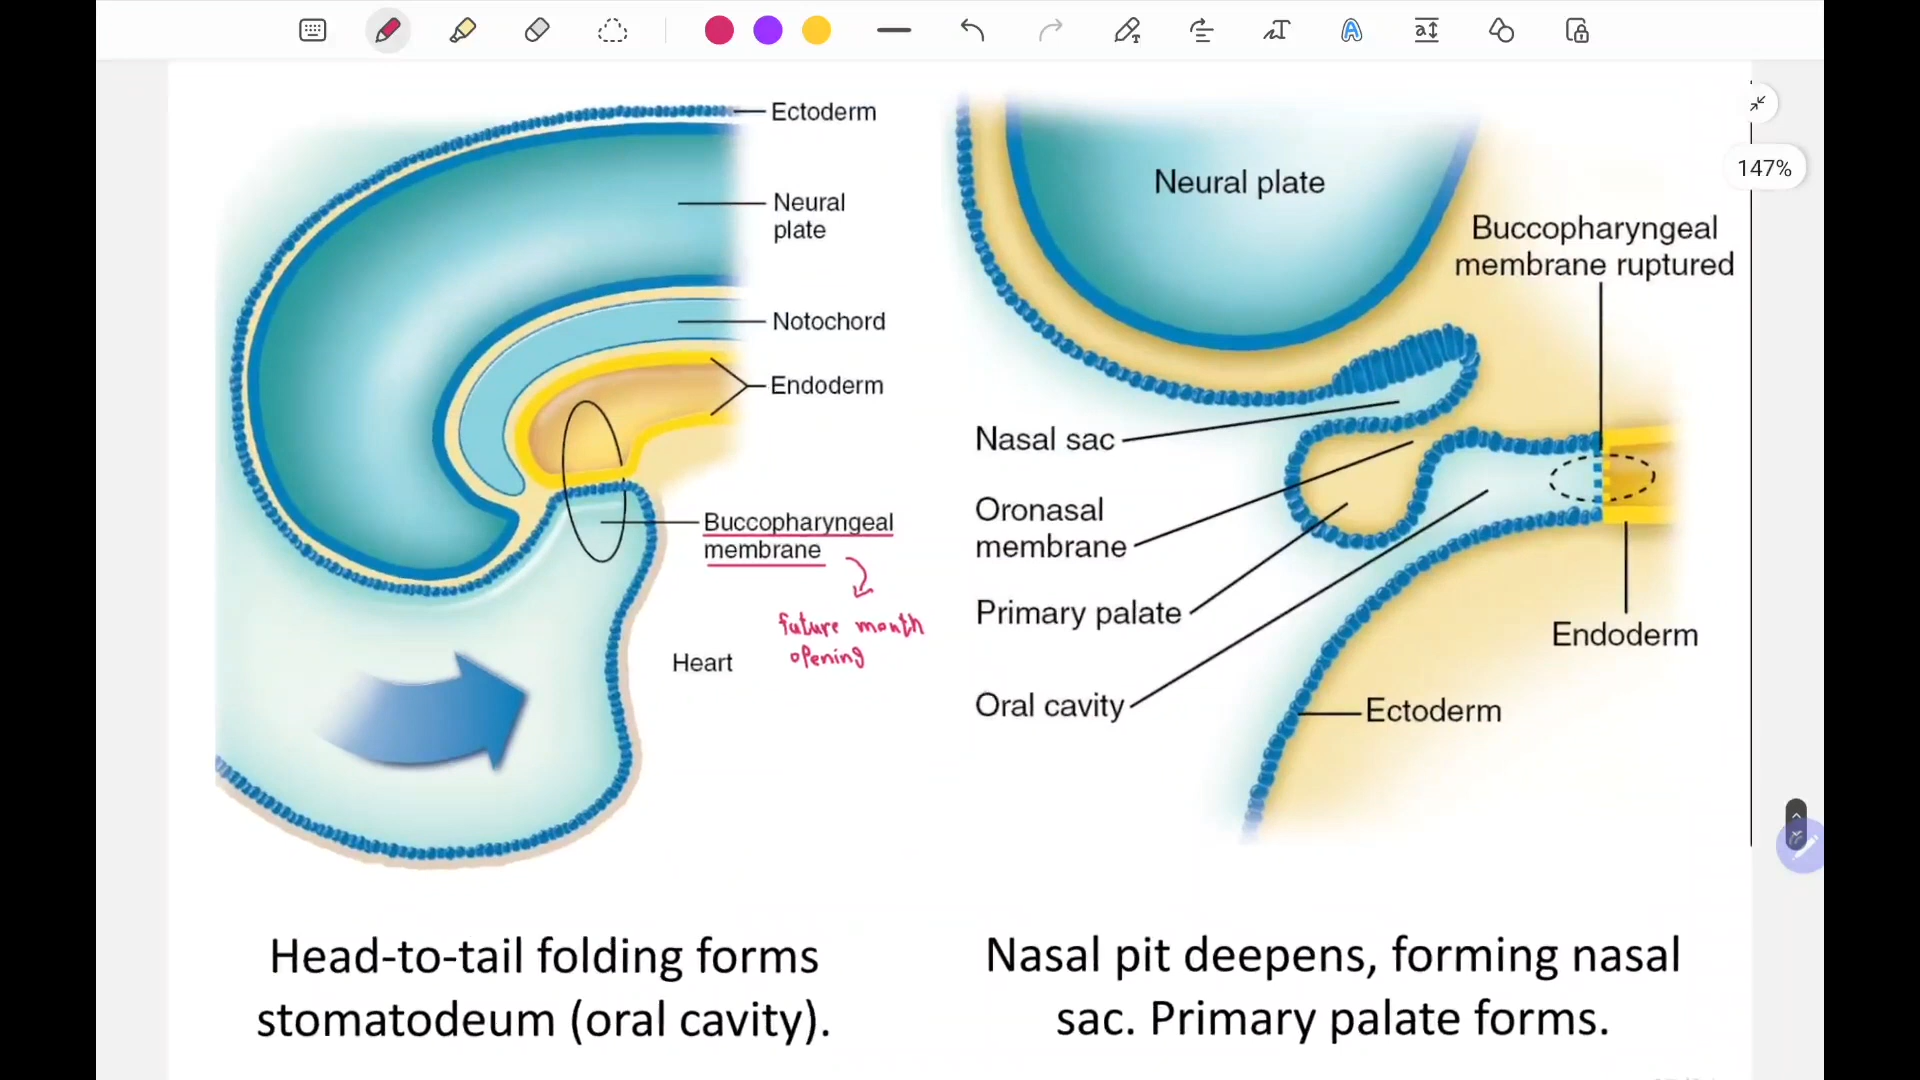 147%
Ectoderm
Neural
plate
Notochord
Endoderm
Buccopharyngeal
membrane
future mouth
opening
Heart
Head-to-tail folding forms
stomatodeum (oral cavity).
Neural plate
Buccopharyngeal
membrane ruptured
Nasal sac
Oronasal
membrane
Primary palate
Oral cavity
Endoderm
Ectoderm
Nasal pit deepens, forming nasal
sac. Primary palate forms.